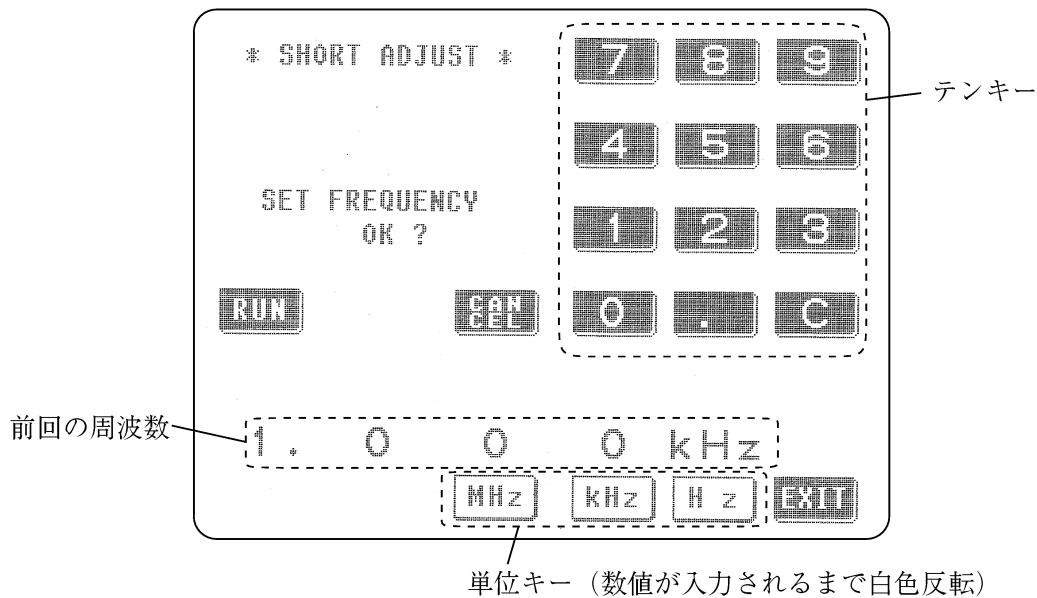 * SHORT ADJUST *
7 8 9
テンキー
4 5 6
SET FREQUENCY
OK ?
1 2 3
RUN
CAN
CEL
0 . C
前回の周波数
1. 0 0 0 kHz
MHz kHz Hz EXIT
単位キー（数値が入力されるまで白色反転）